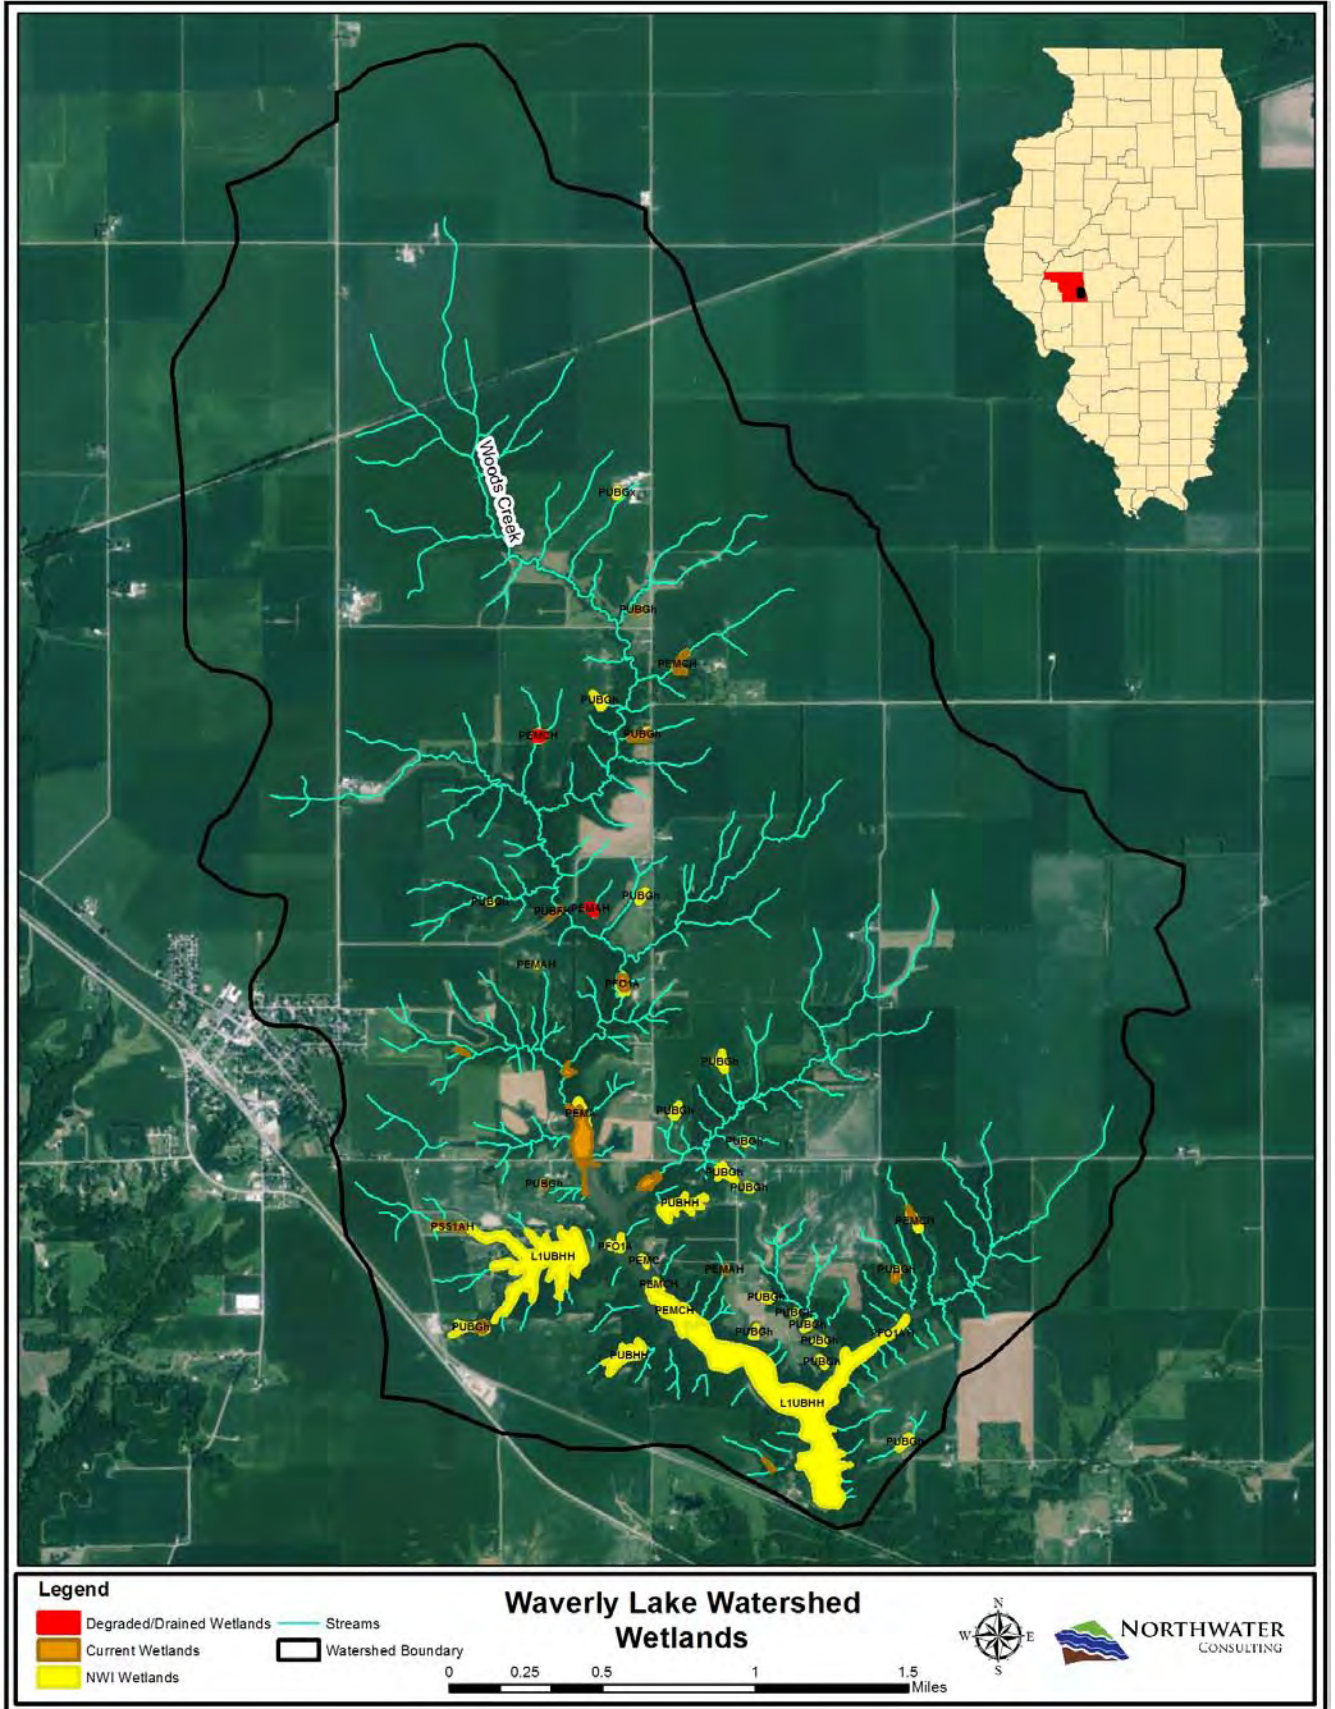 Woods Creek
PUBGx
PUBGh
PEMCH
PUBGh
PEMCH
PUBGh
PUBGh
PUBGh
PUBFH
PEMAH
PEMAH
PFO1A
PUBGh
PUBGh
PUBGh
PUBGh
PUBGh
PUBGh
PUBHH
PSS1AH
PEMCH
L1UBHH
PFO1A
PEMC
PEMAH
PUBGh
PEMCH
PEMCH
PUBGh
PUBGh
PUBGh
PUBGh
PUBGh
PUBGh
PFO1AH
PUBHH
PUBGh
L1UBHH
PUBGh
Legend
Degraded/Drained Wetlands
Current Wetlands
NWI Wetlands
Streams
Watershed Boundary
Waverly Lake Watershed
Wetlands
0 0.25 0.5 1 1.5
Miles
N
W E
S
NORTHWATER
CONSULTING